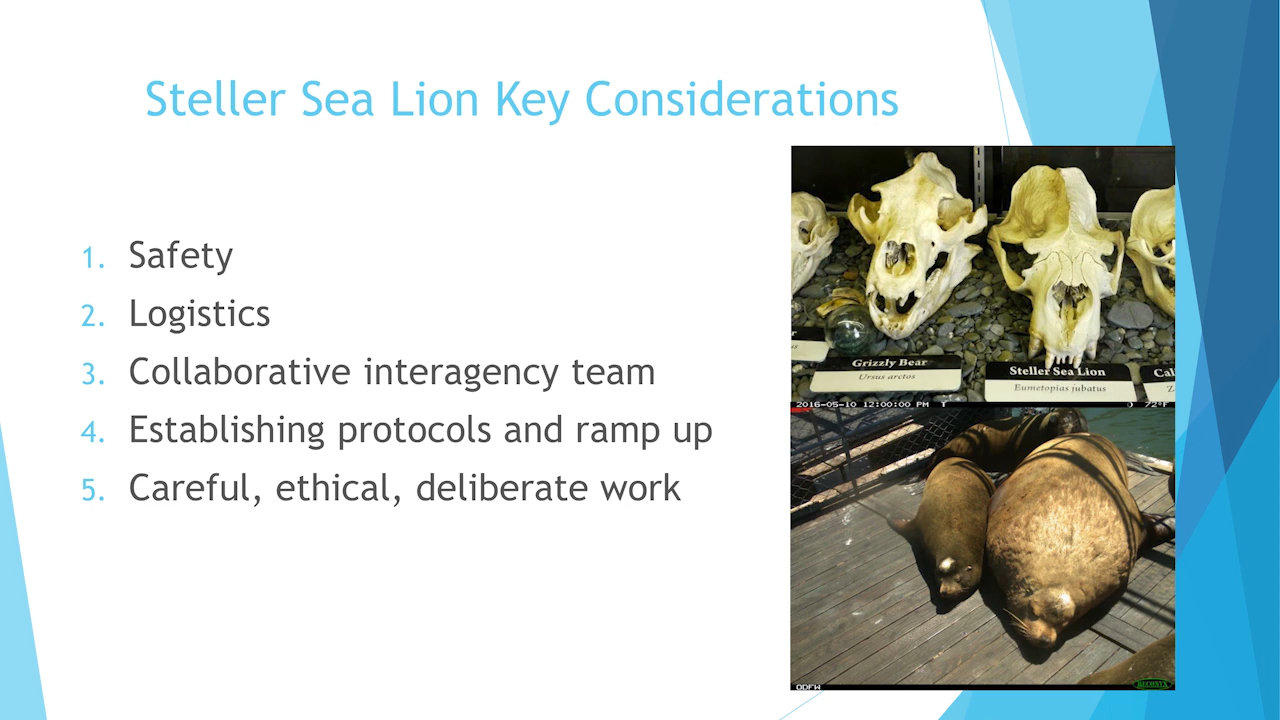 Steller Sea Lion Key Considerations
1. Safety
2. Logistics
3. Collaborative interagency team
4. Establishing protocols and ramp up
5. Careful, ethical, deliberate work
Grizzly Bear
Ursus arctos
Steller Sea Lion
Eumetopias jubatus
Cal
2016-05-10 12:00:00 PM T 72°F
ODFW
RECONYX